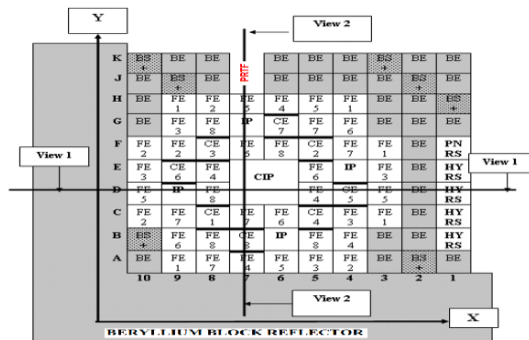 Y
View 2
K BS BE BE BE BE BE BS BE BE
+ +
PRTF
J BE BS BE BE BE BE BE BS BE
+ +
H BE FE FE FE FE FE FE BE BE BS
1 2 5 4 5 1 +
G BE FE FE IP CE FE FE BE BE BE
3 8 7 7 6
F FE FE CE FE FE CE FE FE BE PN
2 2 3 8 2 7 1 RS
View 1
View 1
E FE CE FE CIP FE IP FE BE HY
3 6 4 6 3 RS
D FE IP FE FE CE FE BE HY
5 8 4 5 5 RS
C FE FE CE FE FE CE FE FE BE HY
2 7 1 7 6 4 3 1 RS
B BS FE FE CE IP CE FE BE BE HY
+ 6 8 8 8 4 RS
A BE FE FE FE FE FE FE BE BS BE
1 7 4 5 3 2 +
10 9 8 7 6 5 4 3 2 1
View 2
X
BERYLLIUM BLOCK REFLECTOR